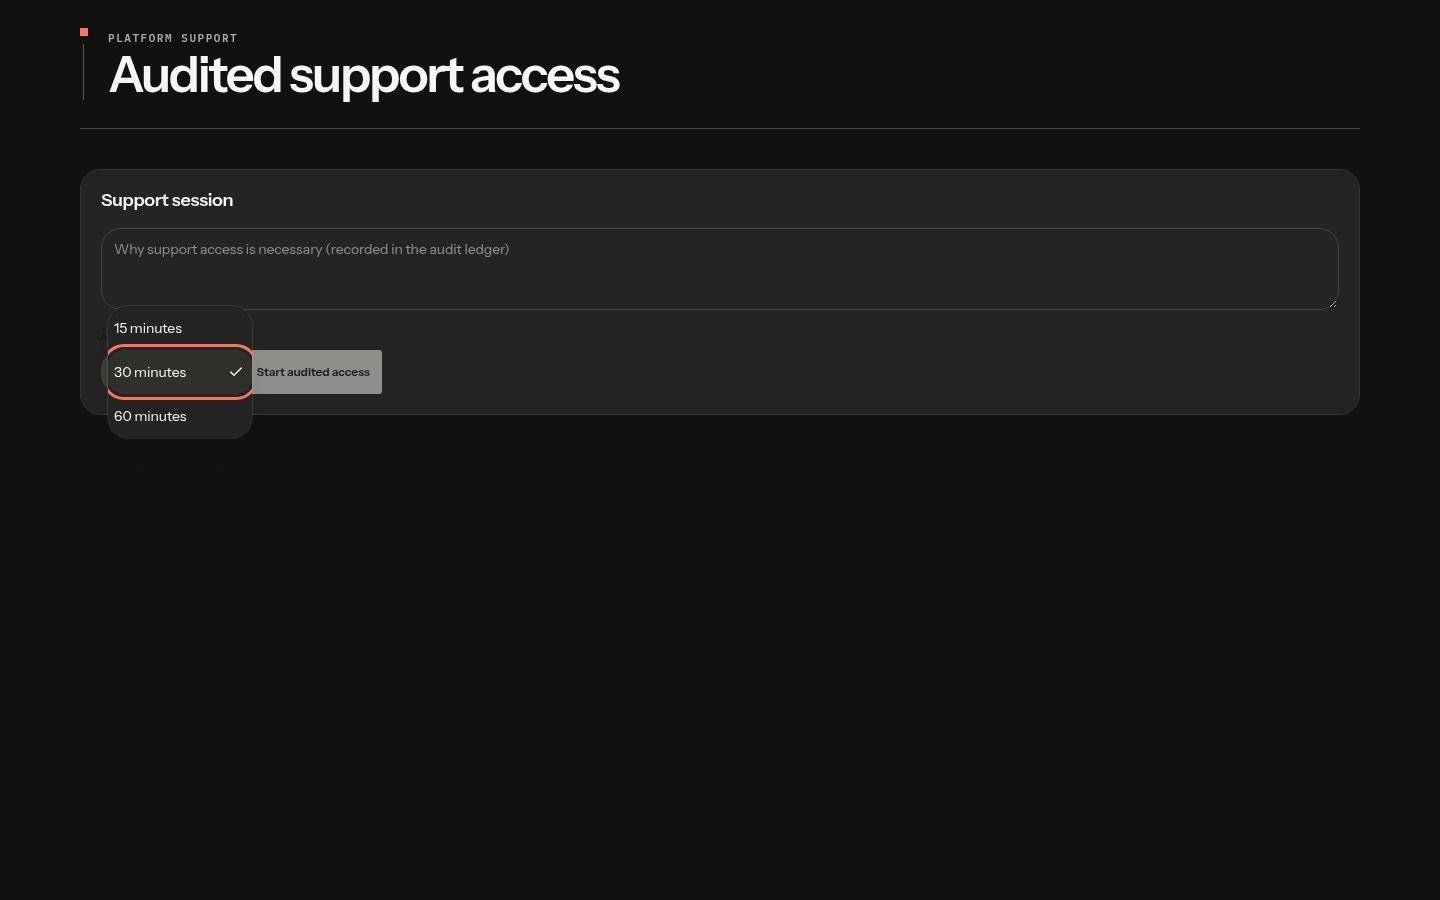 PLATFORM SUPPORT
Audited support access
Support session
Why support access is necessary (recorded in the audit ledger)
15 minutes
30 minutes
Start audited access
60 minutes